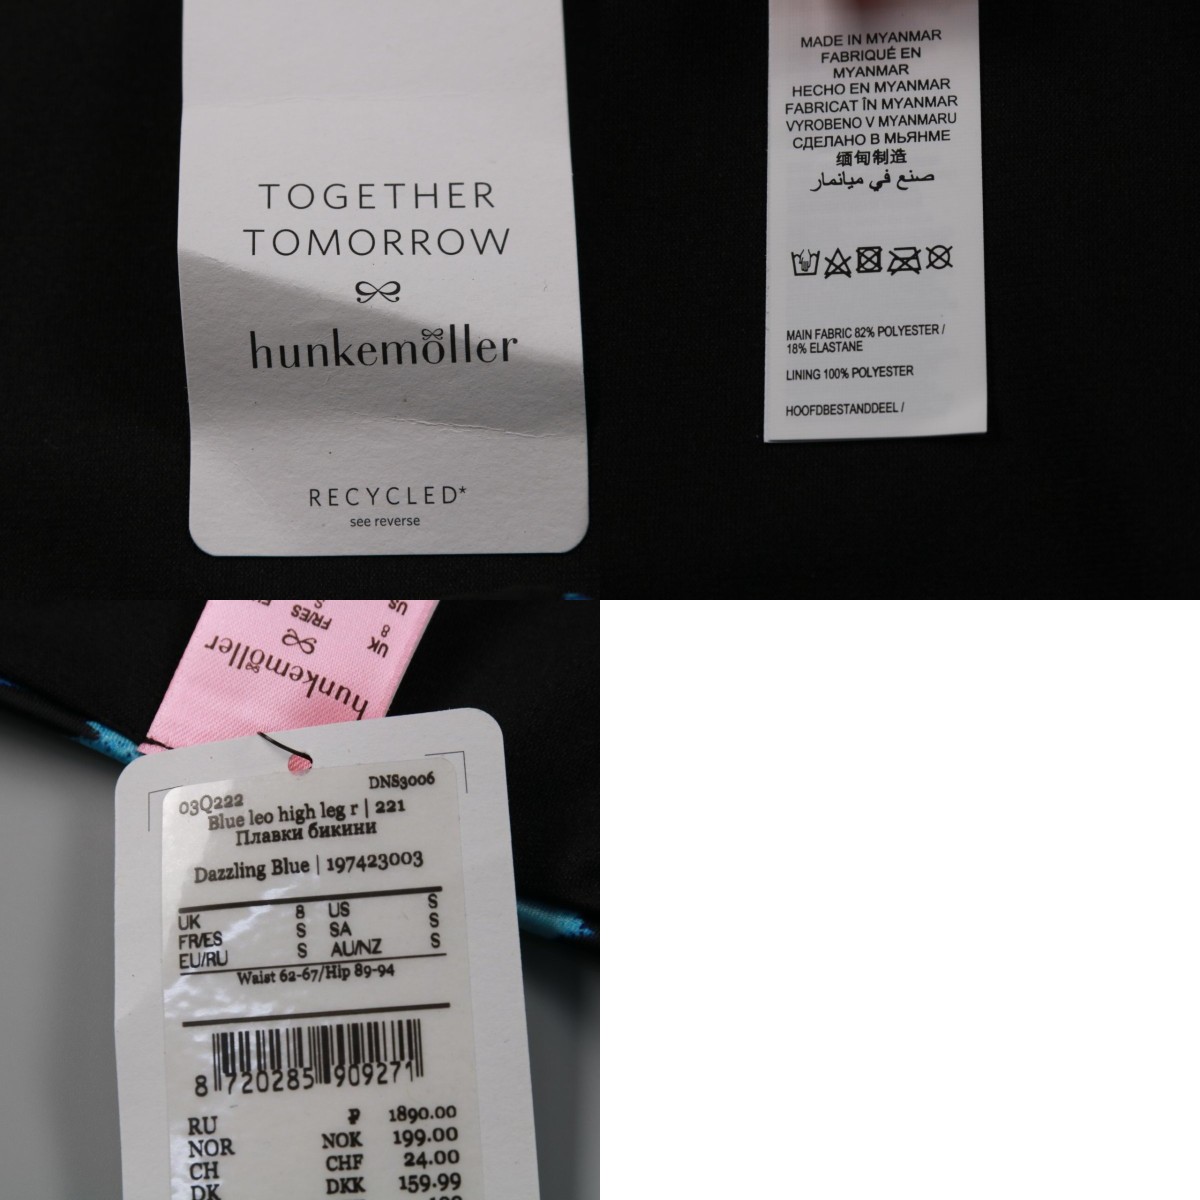 TOGETHER
TOMORROW
hunkemöller
RECYCLED*
see reverse
MADE IN MYANMAR
FABRIQUÉ EN
MYANMAR
HECHO EN MYANMAR
FABRICAT ÎN MYANMAR
VYROBENO V MYANMARU
СДЕЛАНО В МЬЯНМЕ
缅甸制造
صنع في ميانمار
MAIN FABRIC 82% POLYESTER /
18% ELASTANE
LINING 100% POLYESTER
HOOFDBESTANDDEEL /
hunkemöller
UK 8
FR/ES S
US
03Q222 DNS3006
Blue leo high leg r | 221
Плавки бикини
Dazzling Blue | 197423003
UK 8 US S
FR/ES S SA S
EU/RU S AU/NZ S
Waist 62-67/Hip 89-94
8 720285 909271
RU ₽ 1890.00
NOR NOK 199.00
CH CHF 24.00
DK DKK 159.99